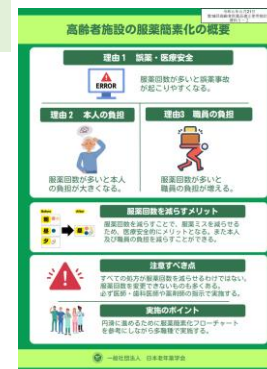 高齢者施設の服薬簡素化の概要
理由1 誤薬・医療安全
ERROR
服薬回数が多いと誤薬事故
が起こりやすくなる。
理由2 本人の負担
服薬回数が多いと本人
の負担が大きくなる。
理由3 職員の負担
服薬回数が多いと
職員の負担が増える。
服薬回数を減らすメリット
Before
After
朝
昼
夕
昼
服薬回数を減らすことで、服薬ミスを減らせる
ため、医療安全的にメリットとなる。また本人
及び職員の負担を減らすことができる。
注意すべき点
すべての処方が服薬回数を減らせるわけではない。
服薬回数を変更できないものも多くある。
必ず医師・歯科医師や薬剤師の指示で実施する。
実施のポイント
円滑に進めるために服薬簡素化フローチャート
を参考にしながら多職種で実施する。
一般社団法人 日本老年薬学会